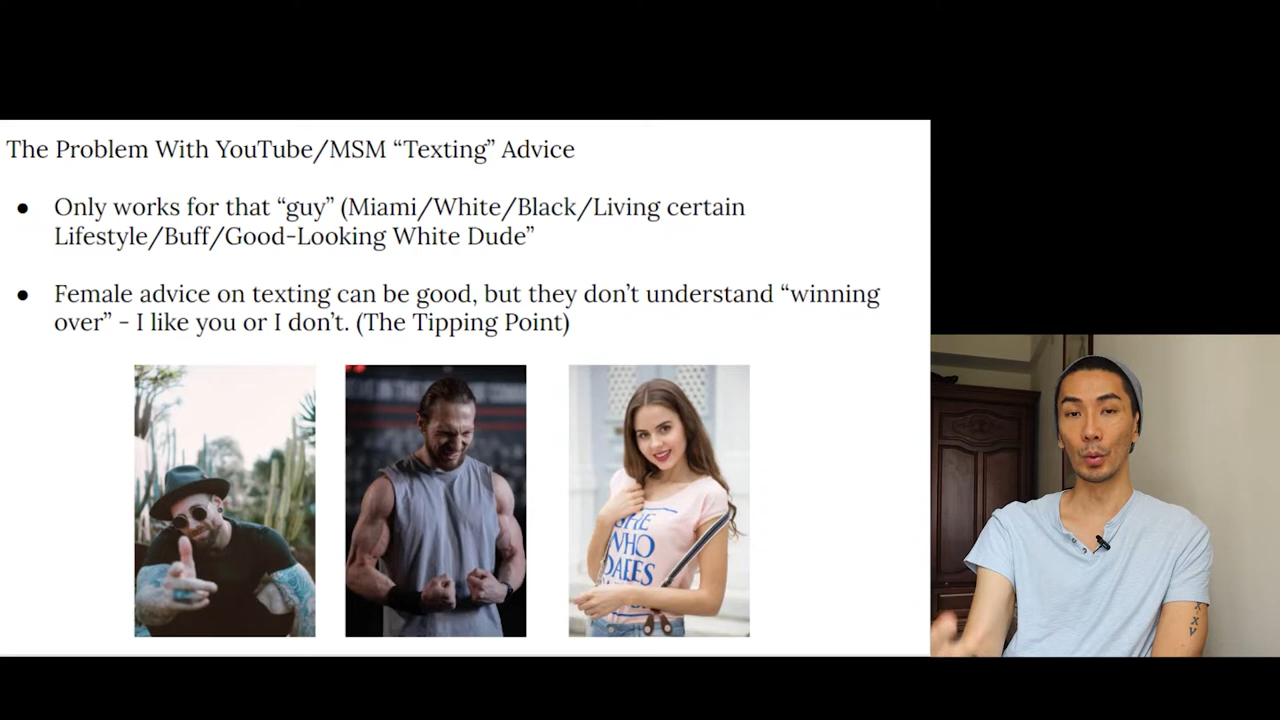 The Problem With YouTube/MSM “Texting” Advice
● Only works for that “guy” (Miami/White/Black/Living certain
Lifestyle/Buff/Good-Looking White Dude”
● Female advice on texting can be good, but they don’t understand “winning
over” - I like you or I don’t. (The Tipping Point)
SHE
WHO
DARES
XV